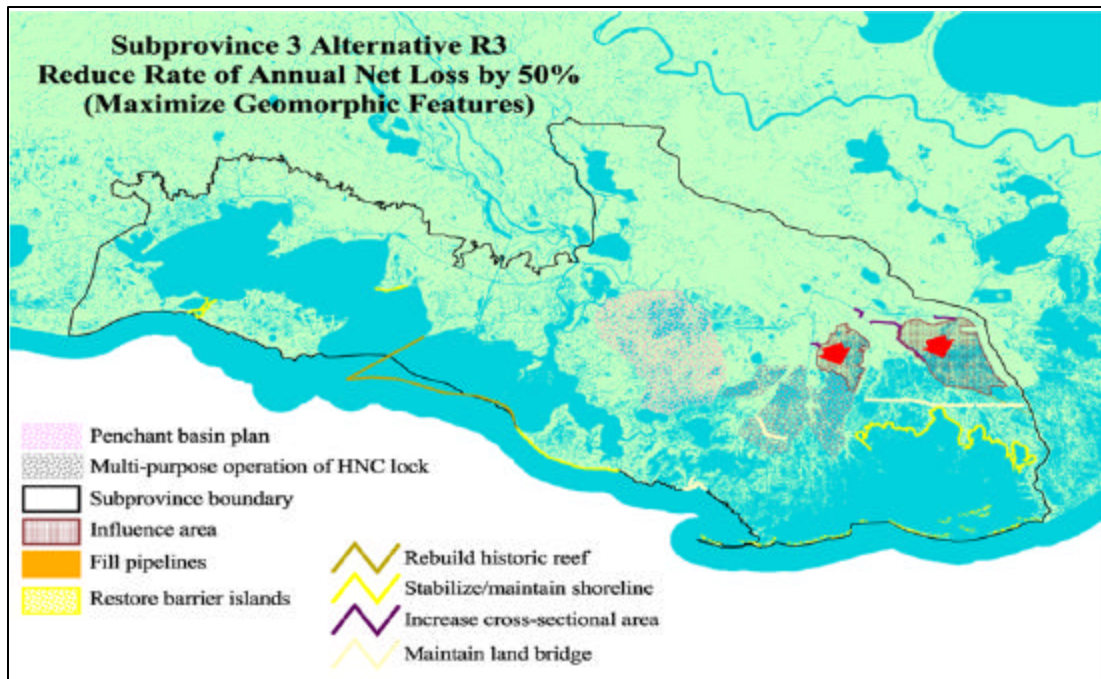 Subprovince 3 Alternative R3
Reduce Rate of Annual Net Loss by 50%
(Maximize Geomorphic Features)
Penchant basin plan
Multi-purpose operation of HNC lock
Subprovince boundary
Influence area
Fill pipelines
Restore barrier islands
Rebuild historic reef
Stabilize/maintain shoreline
Increase cross-sectional area
Maintain land bridge